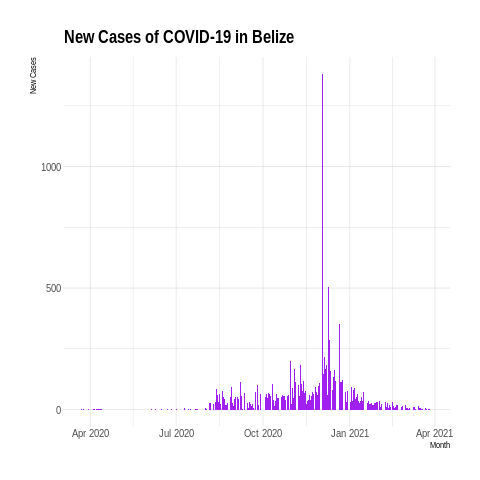 New Cases of COVID-19 in Belize
New Cases
1000
500
0
Apr 2020 Jul 2020 Oct 2020 Jan 2021 Apr 2021
Month